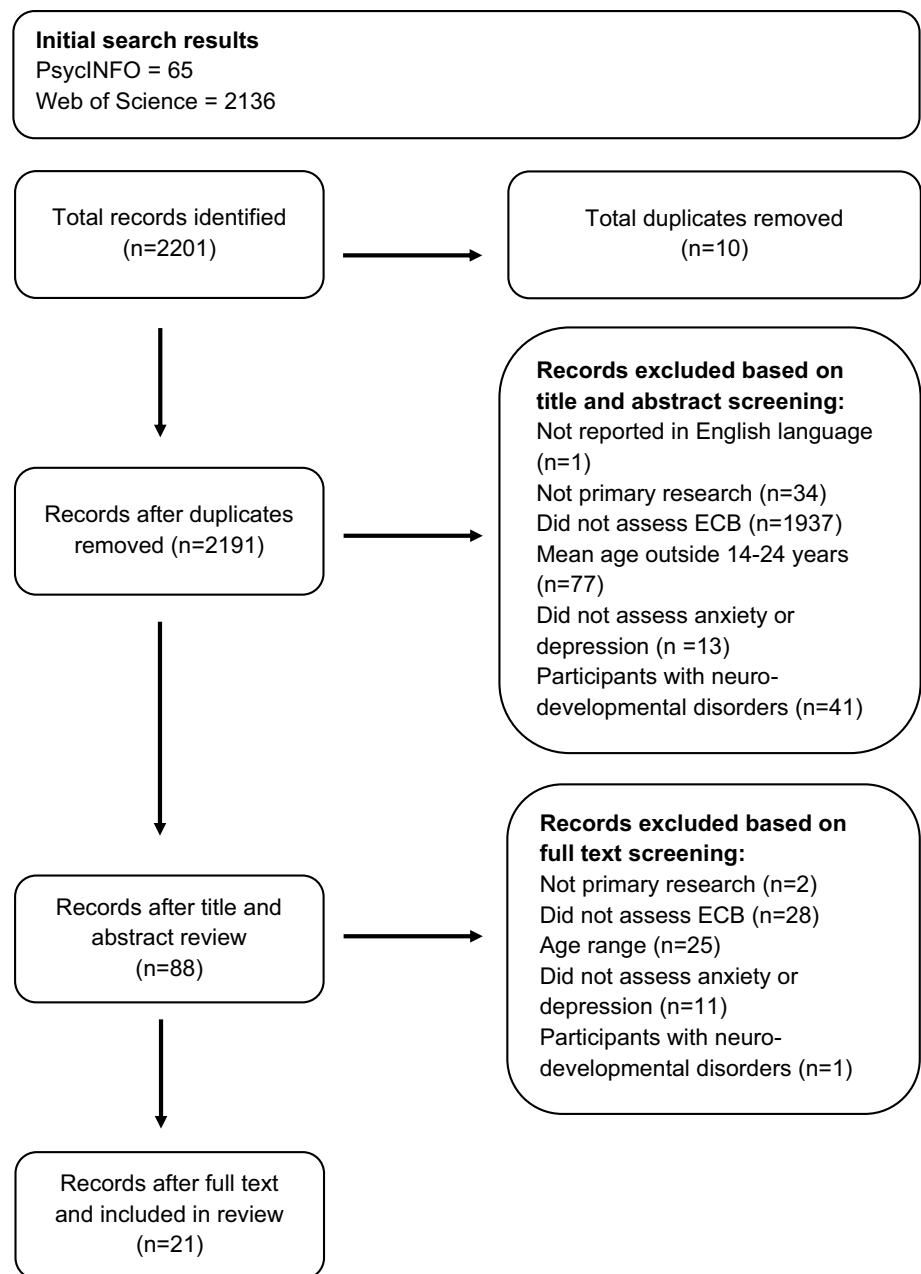 Initial search results
PsycINFO = 65
Web of Science = 2136
Total records identified
(n=2201)
Total duplicates removed
(n=10)
Records after duplicates
removed (n=2191)
Records excluded based on
title and abstract screening:
Not reported in English language
(n=1)
Not primary research (n=34)
Did not assess ECB (n=1937)
Mean age outside 14-24 years
(n=77)
Did not assess anxiety or
depression (n =13)
Participants with neuro-
developmental disorders (n=41)
Records after title and
abstract review
(n=88)
Records excluded based on
full text screening:
Not primary research (n=2)
Did not assess ECB (n=28)
Age range (n=25)
Did not assess anxiety or
depression (n=11)
Participants with neuro-
developmental disorders (n=1)
Records after full text
and included in review
(n=21)